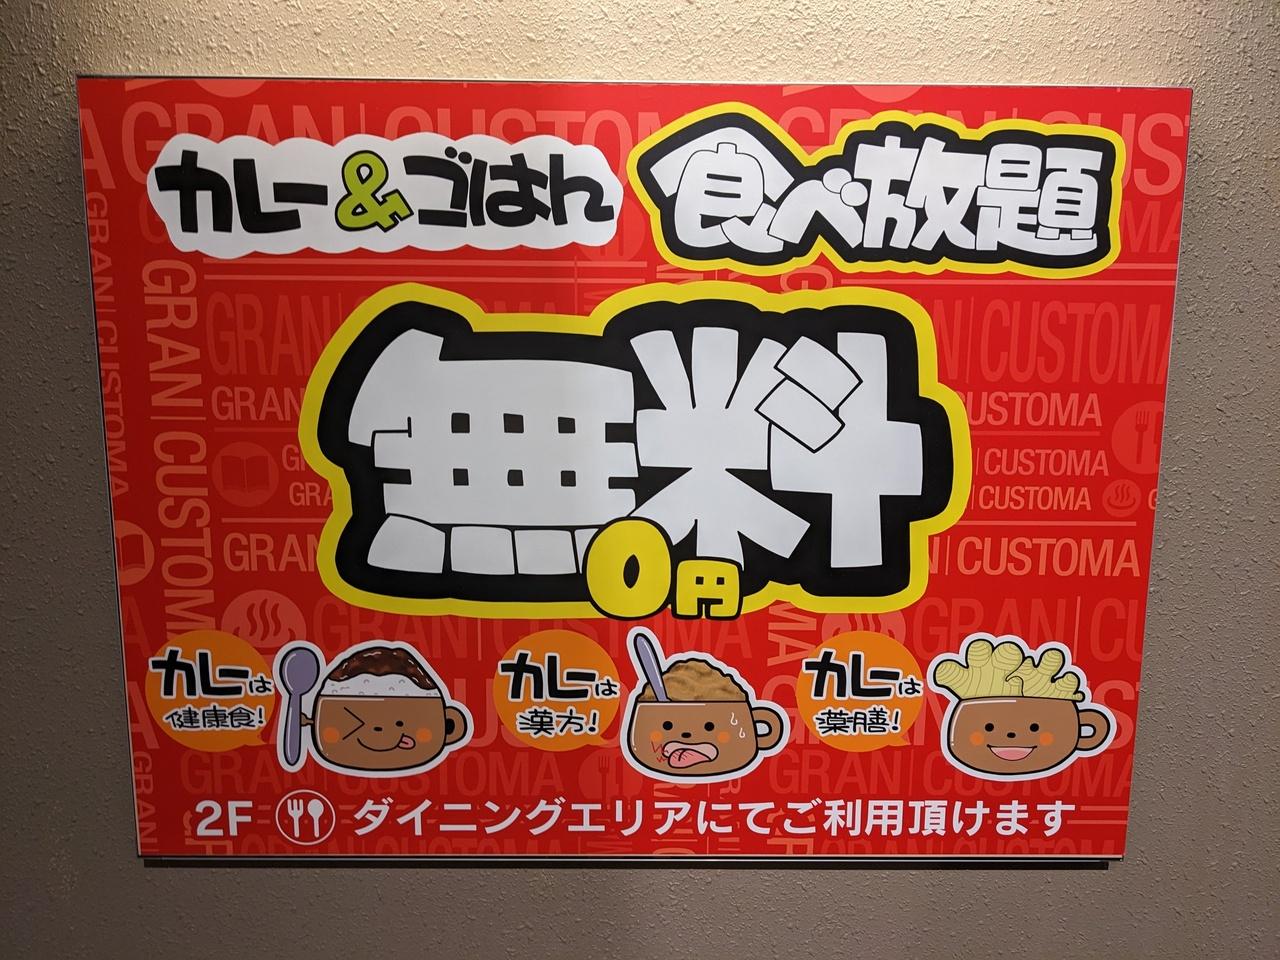 カレー&ごはん
食べ放題
無料
0円
カレーは
健康食!
カレーは
漢方!
カレーは
薬膳!
2F ダイニングエリアにてご利用頂けます
GRAN|CUSTOMA